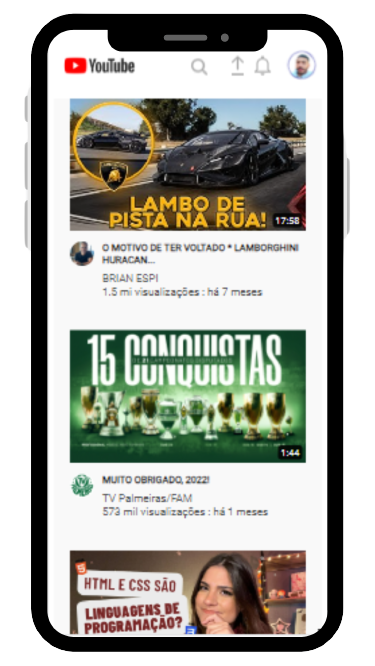 YouTube
LAMBO DE
PISTA NA RUA!
17:58
O MOTIVO DE TER VOLTADO * LAMBORGHINI
HURACAN...
BRIAN ESPI
1.5 mi visualizações : há 7 meses
15 CONQUISTAS
1:44
MUITO OBRIGADO, 2022!
TV Palmeiras/FAM
573 mil visualizações : há 1 meses
HTML E CSS SÃO
LINGUAGENS DE
PROGRAMAÇÃO?